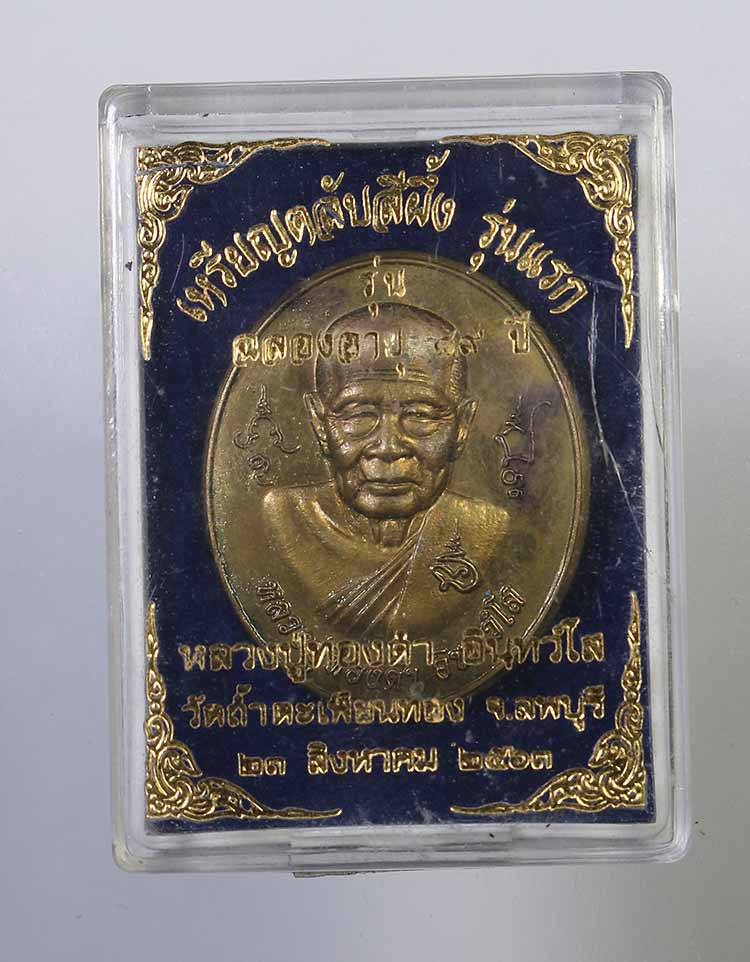 เหรียญตลับสีผึ้ง รุ่นแรก
รุ่น
ฉลองอายุ ๘๙ ปี
หลวงปู่ทองดำ อินฺทวํโส
วัดถ้ำตะเพียนทอง จ.ลพบุรี
๒๓ สิงหาคม ๒๕๖๓